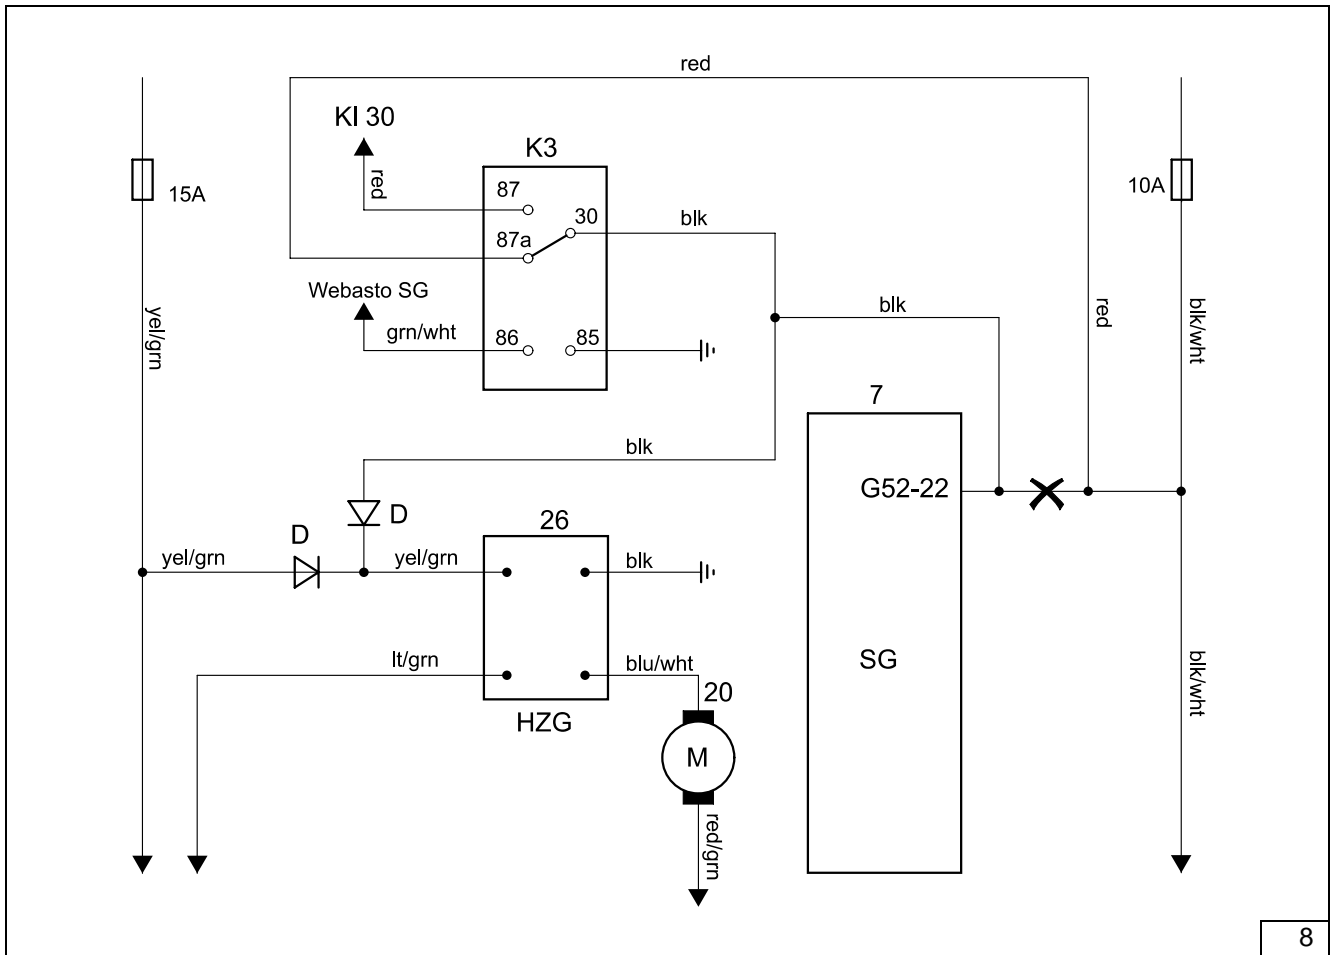 red
Kl 30
K3
15A
red
87
30
blk
10A
87a
Webasto SG
grn/wht
86
85
blk
yel/grn
red
blk/wht
7
blk
G52-22
D
D
26
yel/grn
yel/grn
blk
lt/grn
blu/wht
SG
blk/wht
20
HZG
M
red/grn
8